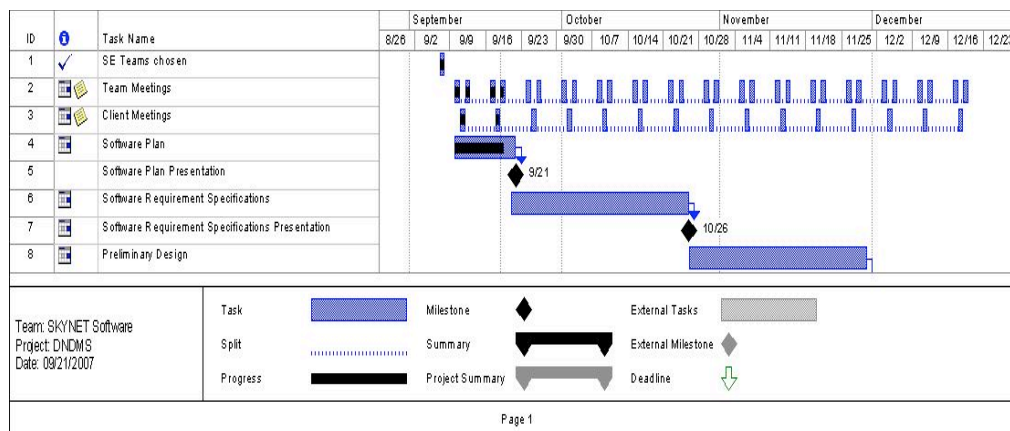 September October November December
ID Task Name 8/26 9/2 9/9 9/16 9/23 9/30 10/7 10/14 10/21 10/28 11/4 11/11 11/18 11/25 12/2 12/9 12/16 12/23
1 SE Teams chosen
2 Team Meetings
3 Client Meetings
4 Software Plan
5 Software Plan Presentation 9/21
6 Software Requirement Specifications
7 Software Requirement Specifications Presentation 10/26
8 Preliminary Design
Team: SKYNET Software
Project: DNDMS
Date: 09/21/2007
Task Milestone External Tasks
Split Summary External Milestone
Progress Project Summary Deadline
Page 1